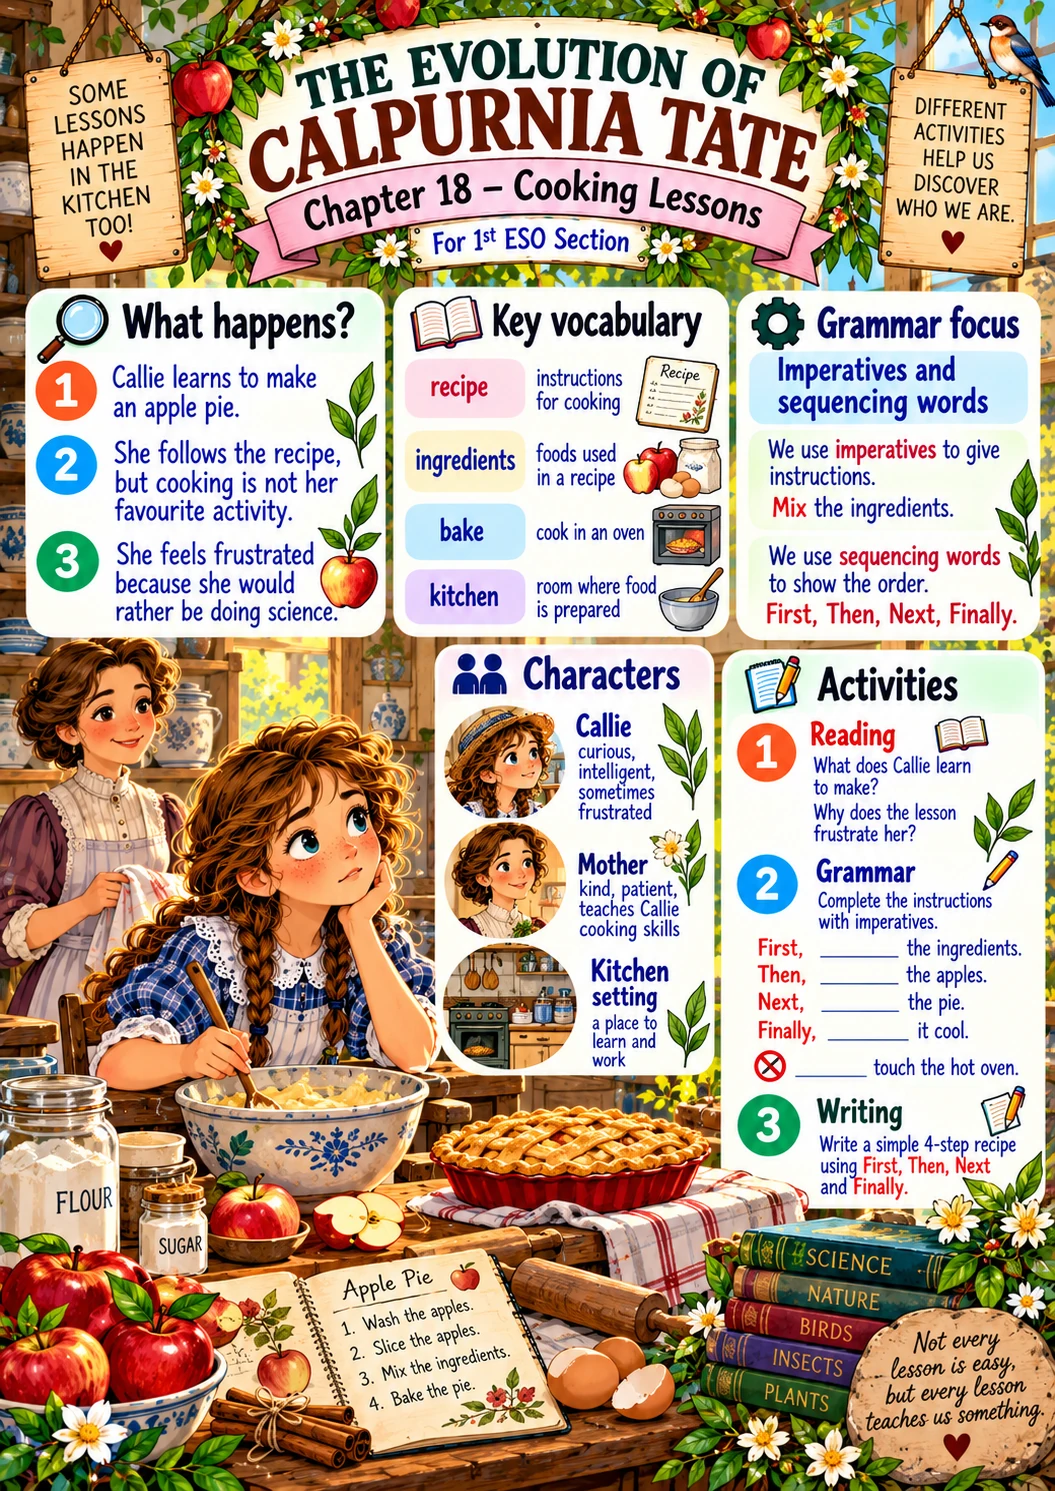 SOME
LESSONS
HAPPEN
IN THE
KITCHEN
TOO!
THE EVOLUTION OF
CALPURNIA TATE
Chapter 18 – Cooking Lessons
For 1st ESO Section
DIFFERENT
ACTIVITIES
HELP US
DISCOVER
WHO WE ARE.
What happens?
1
Callie learns to make
an apple pie.
2
She follows the recipe,
but cooking is not her
favourite activity.
3
She feels frustrated
because she would
rather be doing science.
Key vocabulary
recipe
instructions
for cooking
Recipe
ingredients
foods used
in a recipe
bake
cook in an oven
kitchen
room where food
is prepared
Grammar focus
Imperatives and
sequencing words
We use imperatives to give
instructions.
Mix the ingredients.
We use sequencing words
to show the order.
First, Then, Next, Finally.
Characters
Callie
curious,
intelligent,
sometimes
frustrated
Mother
kind, patient,
teaches Callie
cooking skills
Kitchen
setting
a place to
learn and
work
Activities
1
Reading
What does Callie learn
to make?
Why does the lesson
frustrate her?
2
Grammar
Complete the instructions
with imperatives.
First, ________ the ingredients.
Then, ________ the apples.
Next, ________ the pie.
Finally, ________ it cool.
________ touch the hot oven.
3
Writing
Write a simple 4-step recipe
using First, Then, Next
and Finally.
FLOUR
SUGAR
Apple Pie
1. Wash the apples.
2. Slice the apples.
3. Mix the ingredients.
4. Bake the pie.
SCIENCE
NATURE
BIRDS
INSECTS
PLANTS
Not every
lesson is easy,
but every lesson
teaches us something.